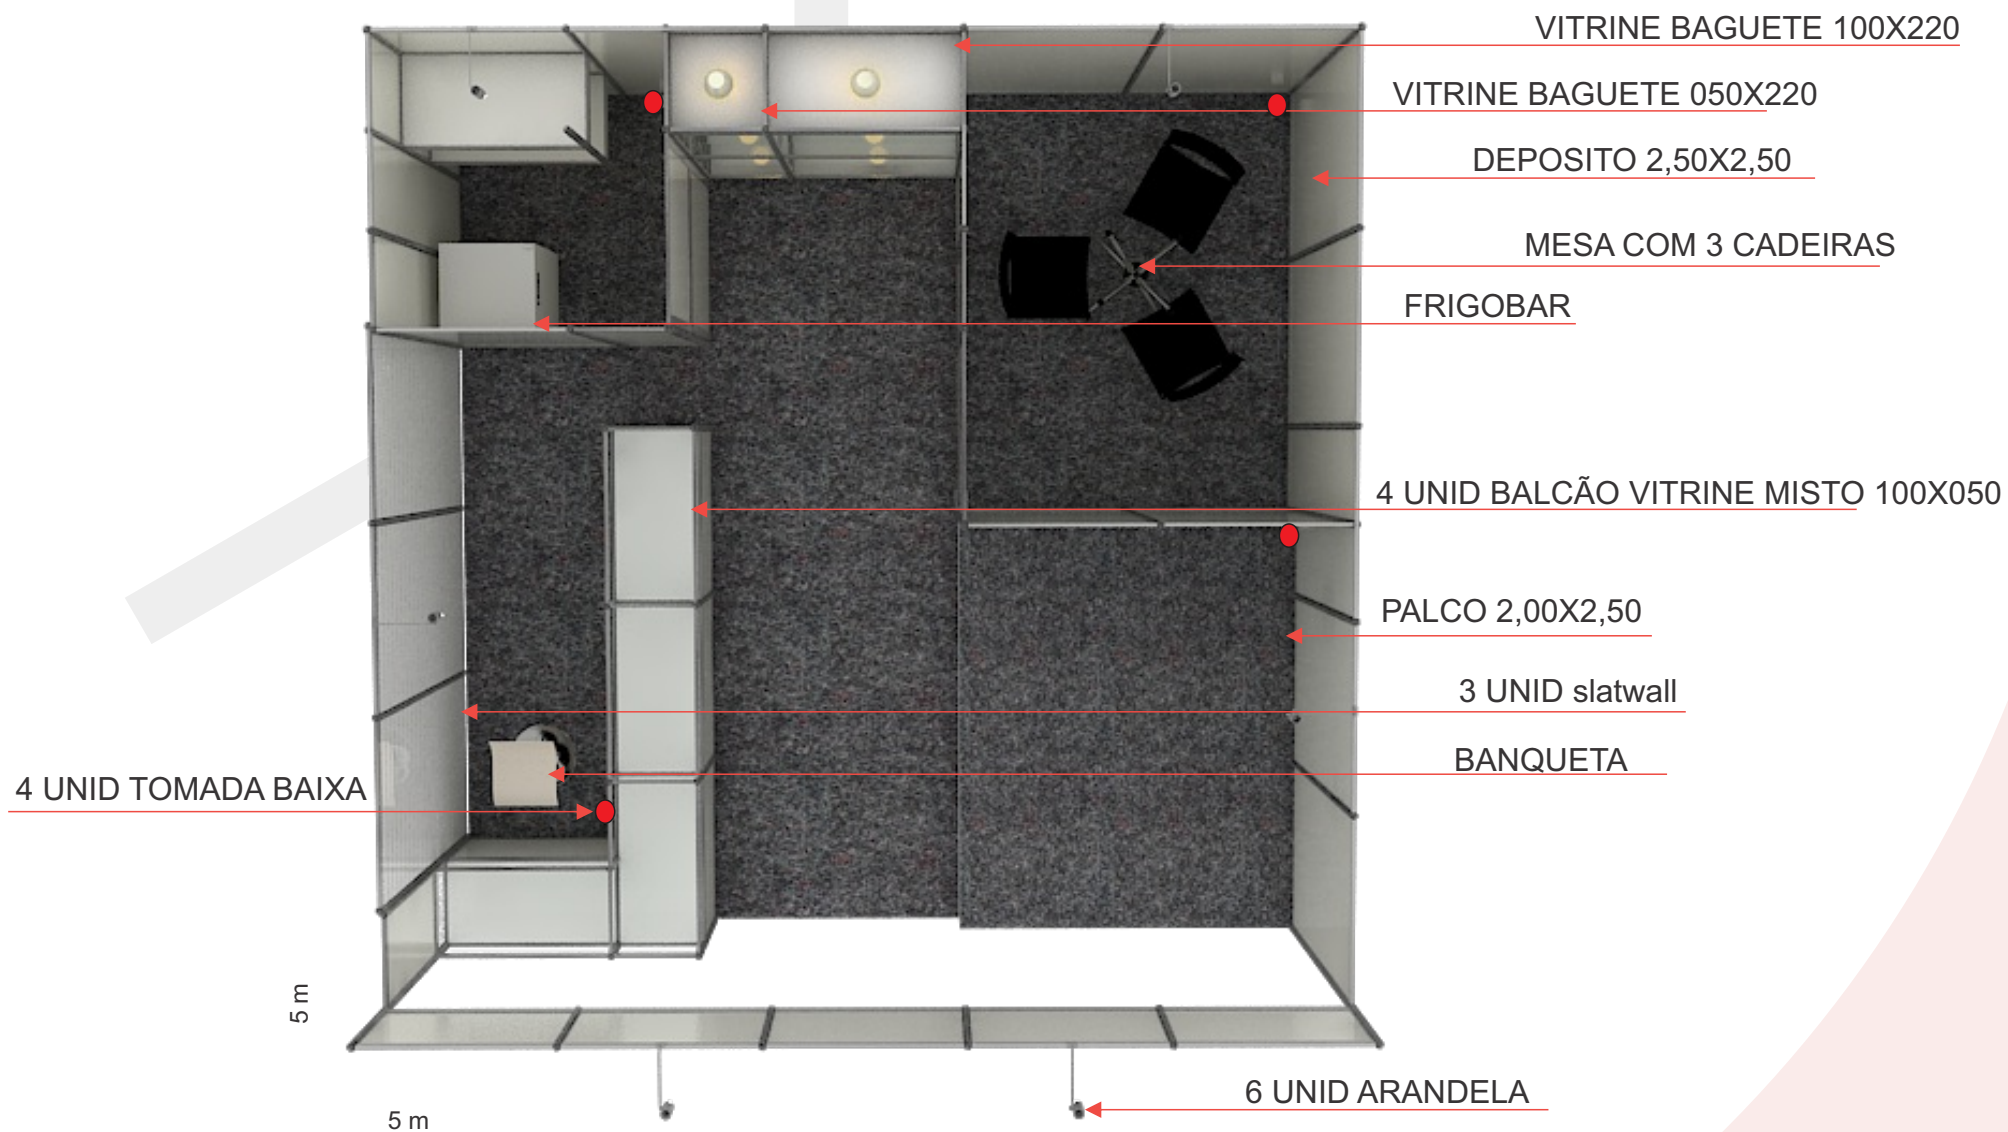 VITRINE BAGUETE 100X220
VITRINE BAGUETE 050X220
DEPOSITO 2,50X2,50
MESA COM 3 CADEIRAS
FRIGOBAR
4 UNID BALCÃO VITRINE MISTO 100X050
PALCO 2,00X2,50
3 UNID slatwall
BANQUETA
4 UNID TOMADA BAIXA
5 m
6 UNID ARANDELA
5 m